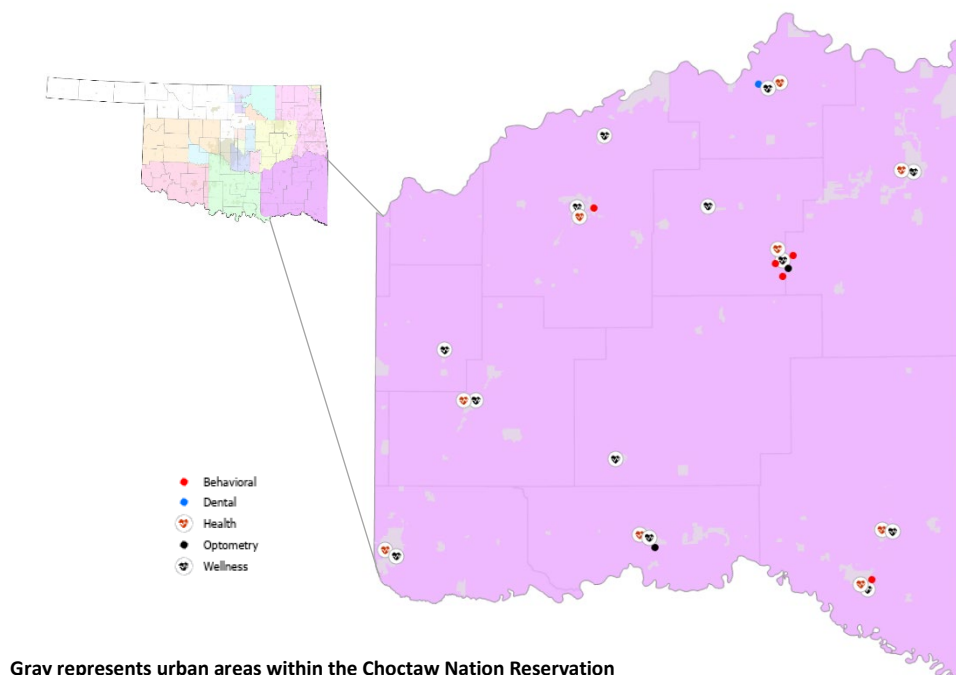 Behavioral
Dental
Health
Optometry
Wellness
Gray represents urban areas within the Choctaw Nation Reservation